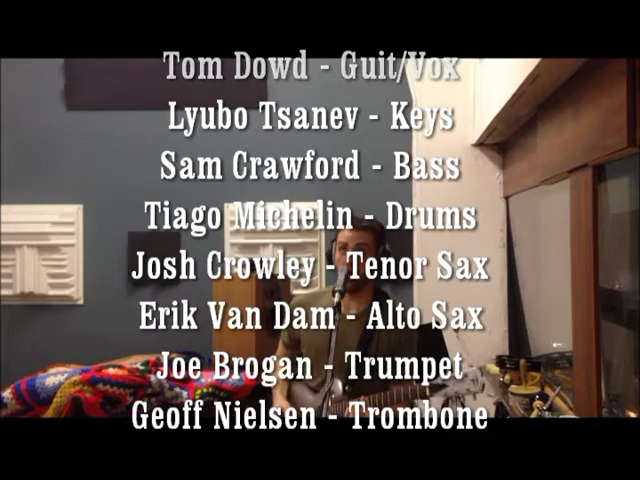 Tom Dowd - Guit/Vox
Lyubo Tsanev - Keys
Sam Crawford - Bass
Tiago Michelin - Drums
Josh Crowley - Tenor Sax
Erik Van Dam - Alto Sax
Joe Brogan - Trumpet
Geoff Nielsen - Trombone